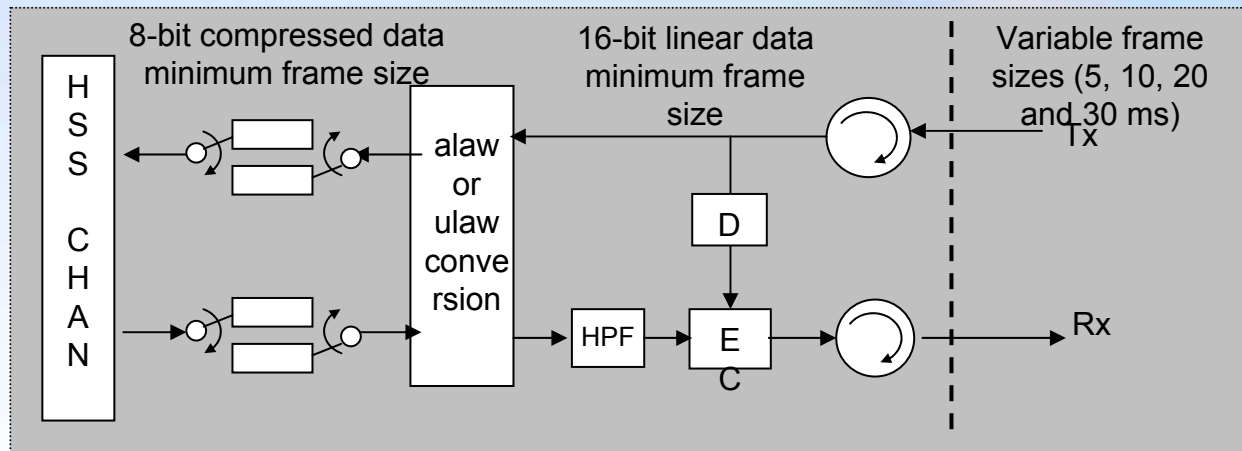 8-bit compressed data
minimum frame size
16-bit linear data
minimum frame
size
Variable frame
sizes (5, 10, 20
and 30 ms)
H
S
S
C
H
A
N
alaw
or
ulaw
conve
rsion
Tx
D
HPF
E
C
Rx